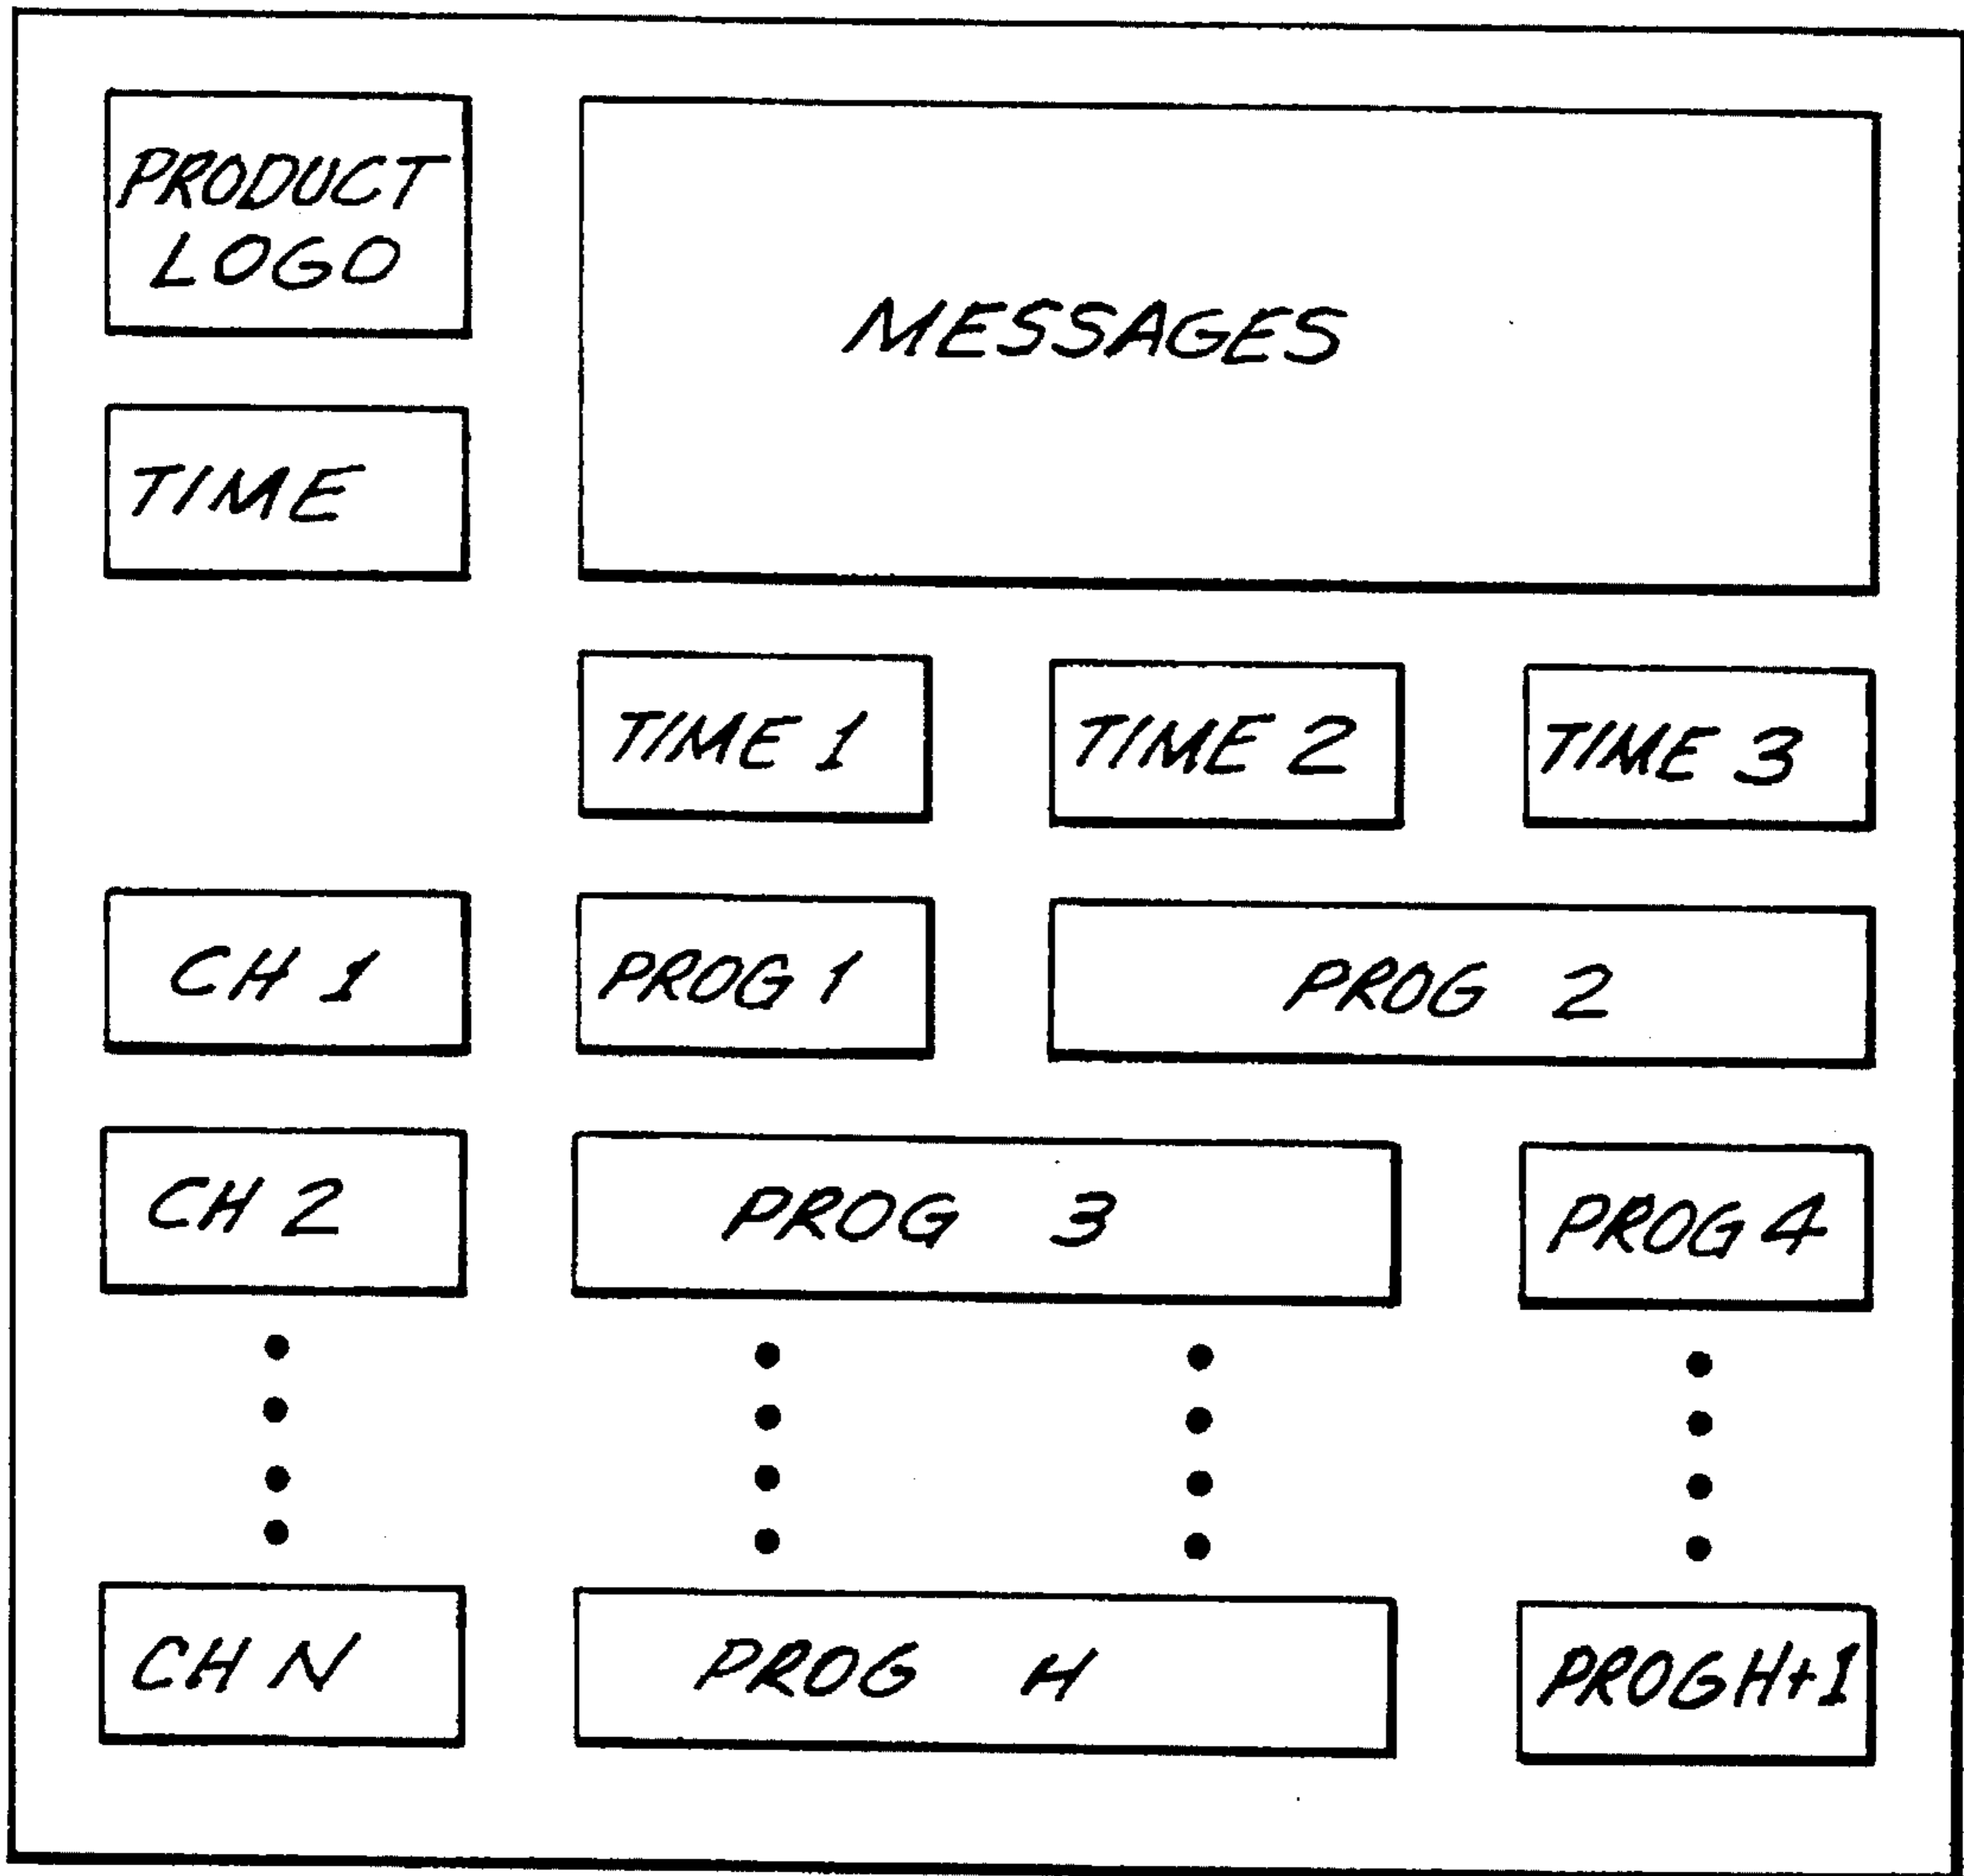 PRODUCT
LOGO
MESSAGES
TIME
TIME 1
TIME 2
TIME 3
CH 1
PROG 1
PROG 2
CH 2
PROG 3
PROG 4
CH N
PROG H
PROG H+1